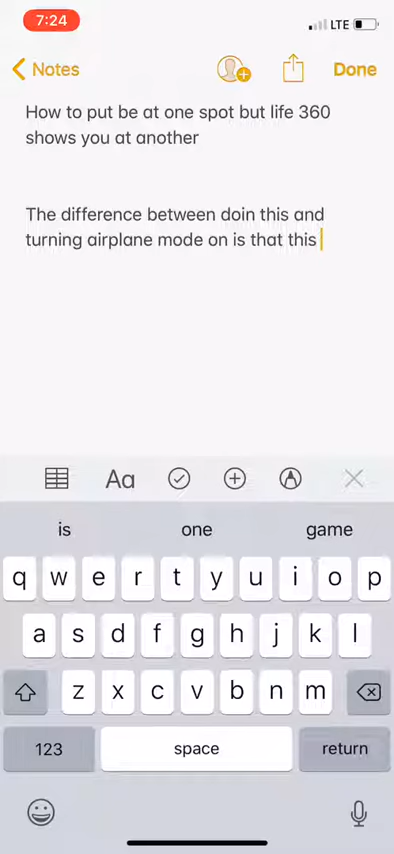 7:24
LTE
Notes
Done
How to put be at one spot but life 360
shows you at another
The difference between doin this and
turning airplane mode on is that this
Aa
is one game
q w e r t y u i o p
a s d f g h j k l
z x c v b n m
123 space return